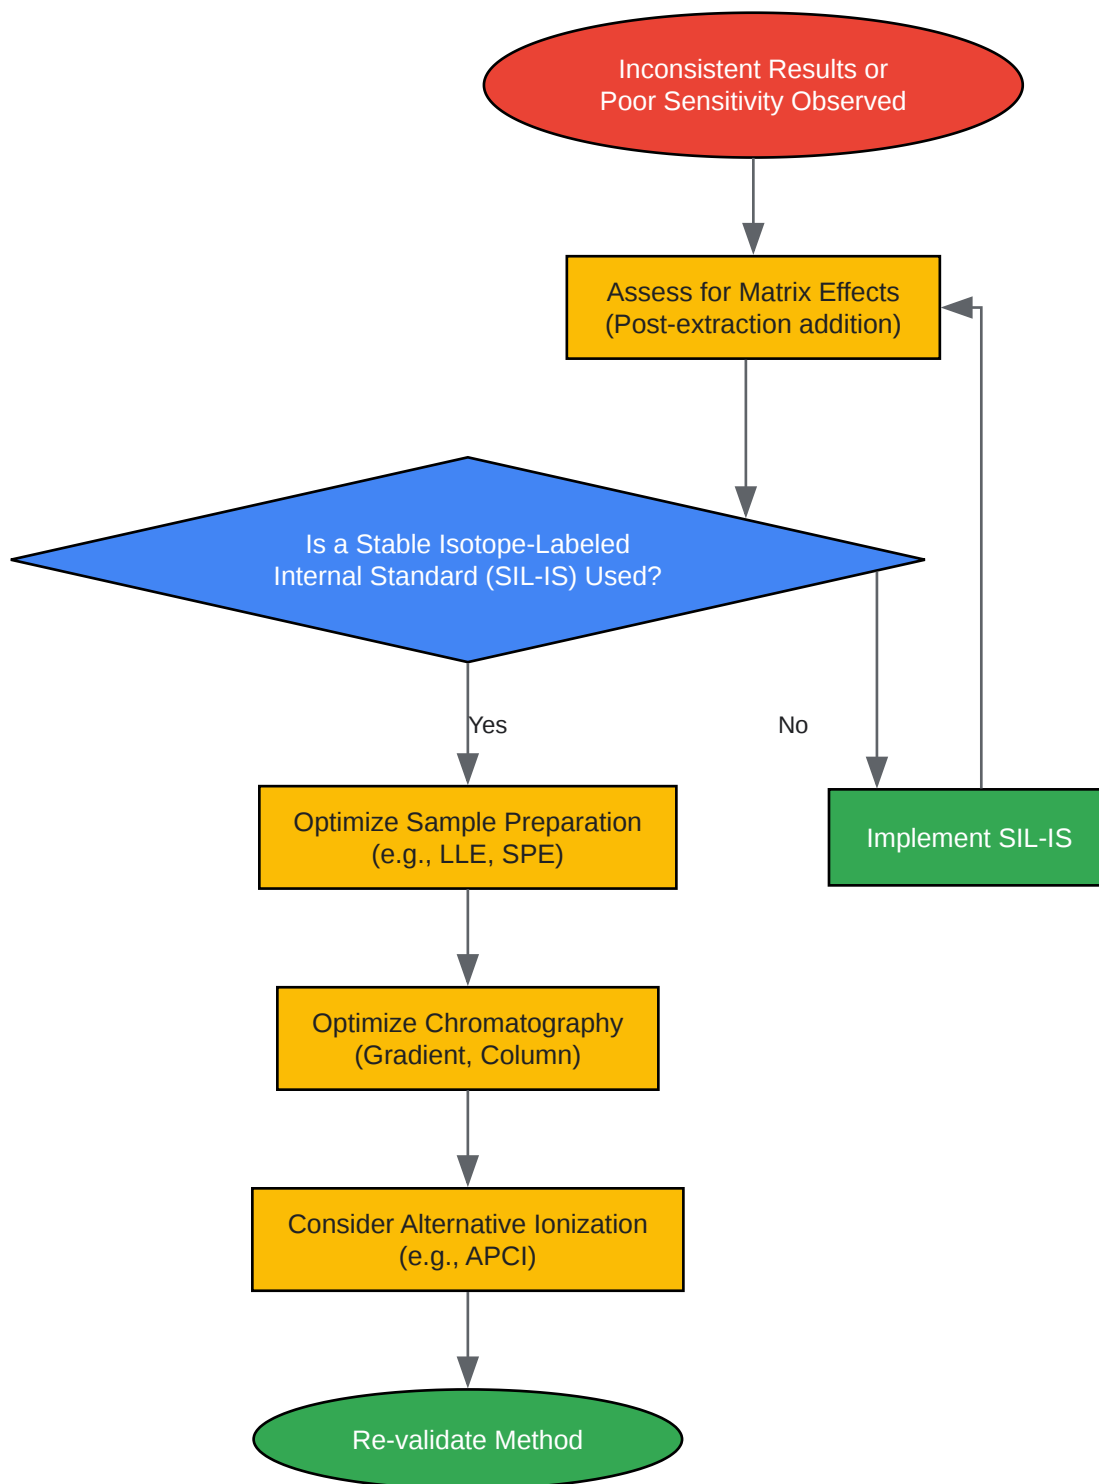 Inconsistent Results or
Poor Sensitivity Observed
Assess for Matrix Effects
(Post-extraction addition)
Is a Stable Isotope-Labeled
Internal Standard (SIL-IS) Used?
Yes
No
Optimize Sample Preparation
(e.g., LLE, SPE)
Implement SIL-IS
Optimize Chromatography
(Gradient, Column)
Consider Alternative Ionization
(e.g., APCI)
Re-validate Method